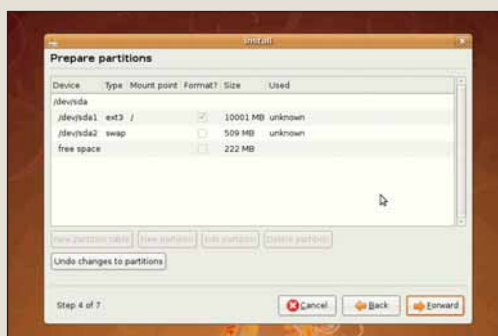 Install
Prepare partitions
Device Type Mount point Format? Size Used
/dev/sda
/dev/sda1 ext3 / 10001 MB unknown
/dev/sda2 swap 509 MB unknown
free space 222 MB
New partition table New partition Edit partition Delete partition
Undo changes to partitions
Step 4 of 7 Cancel Back Forward